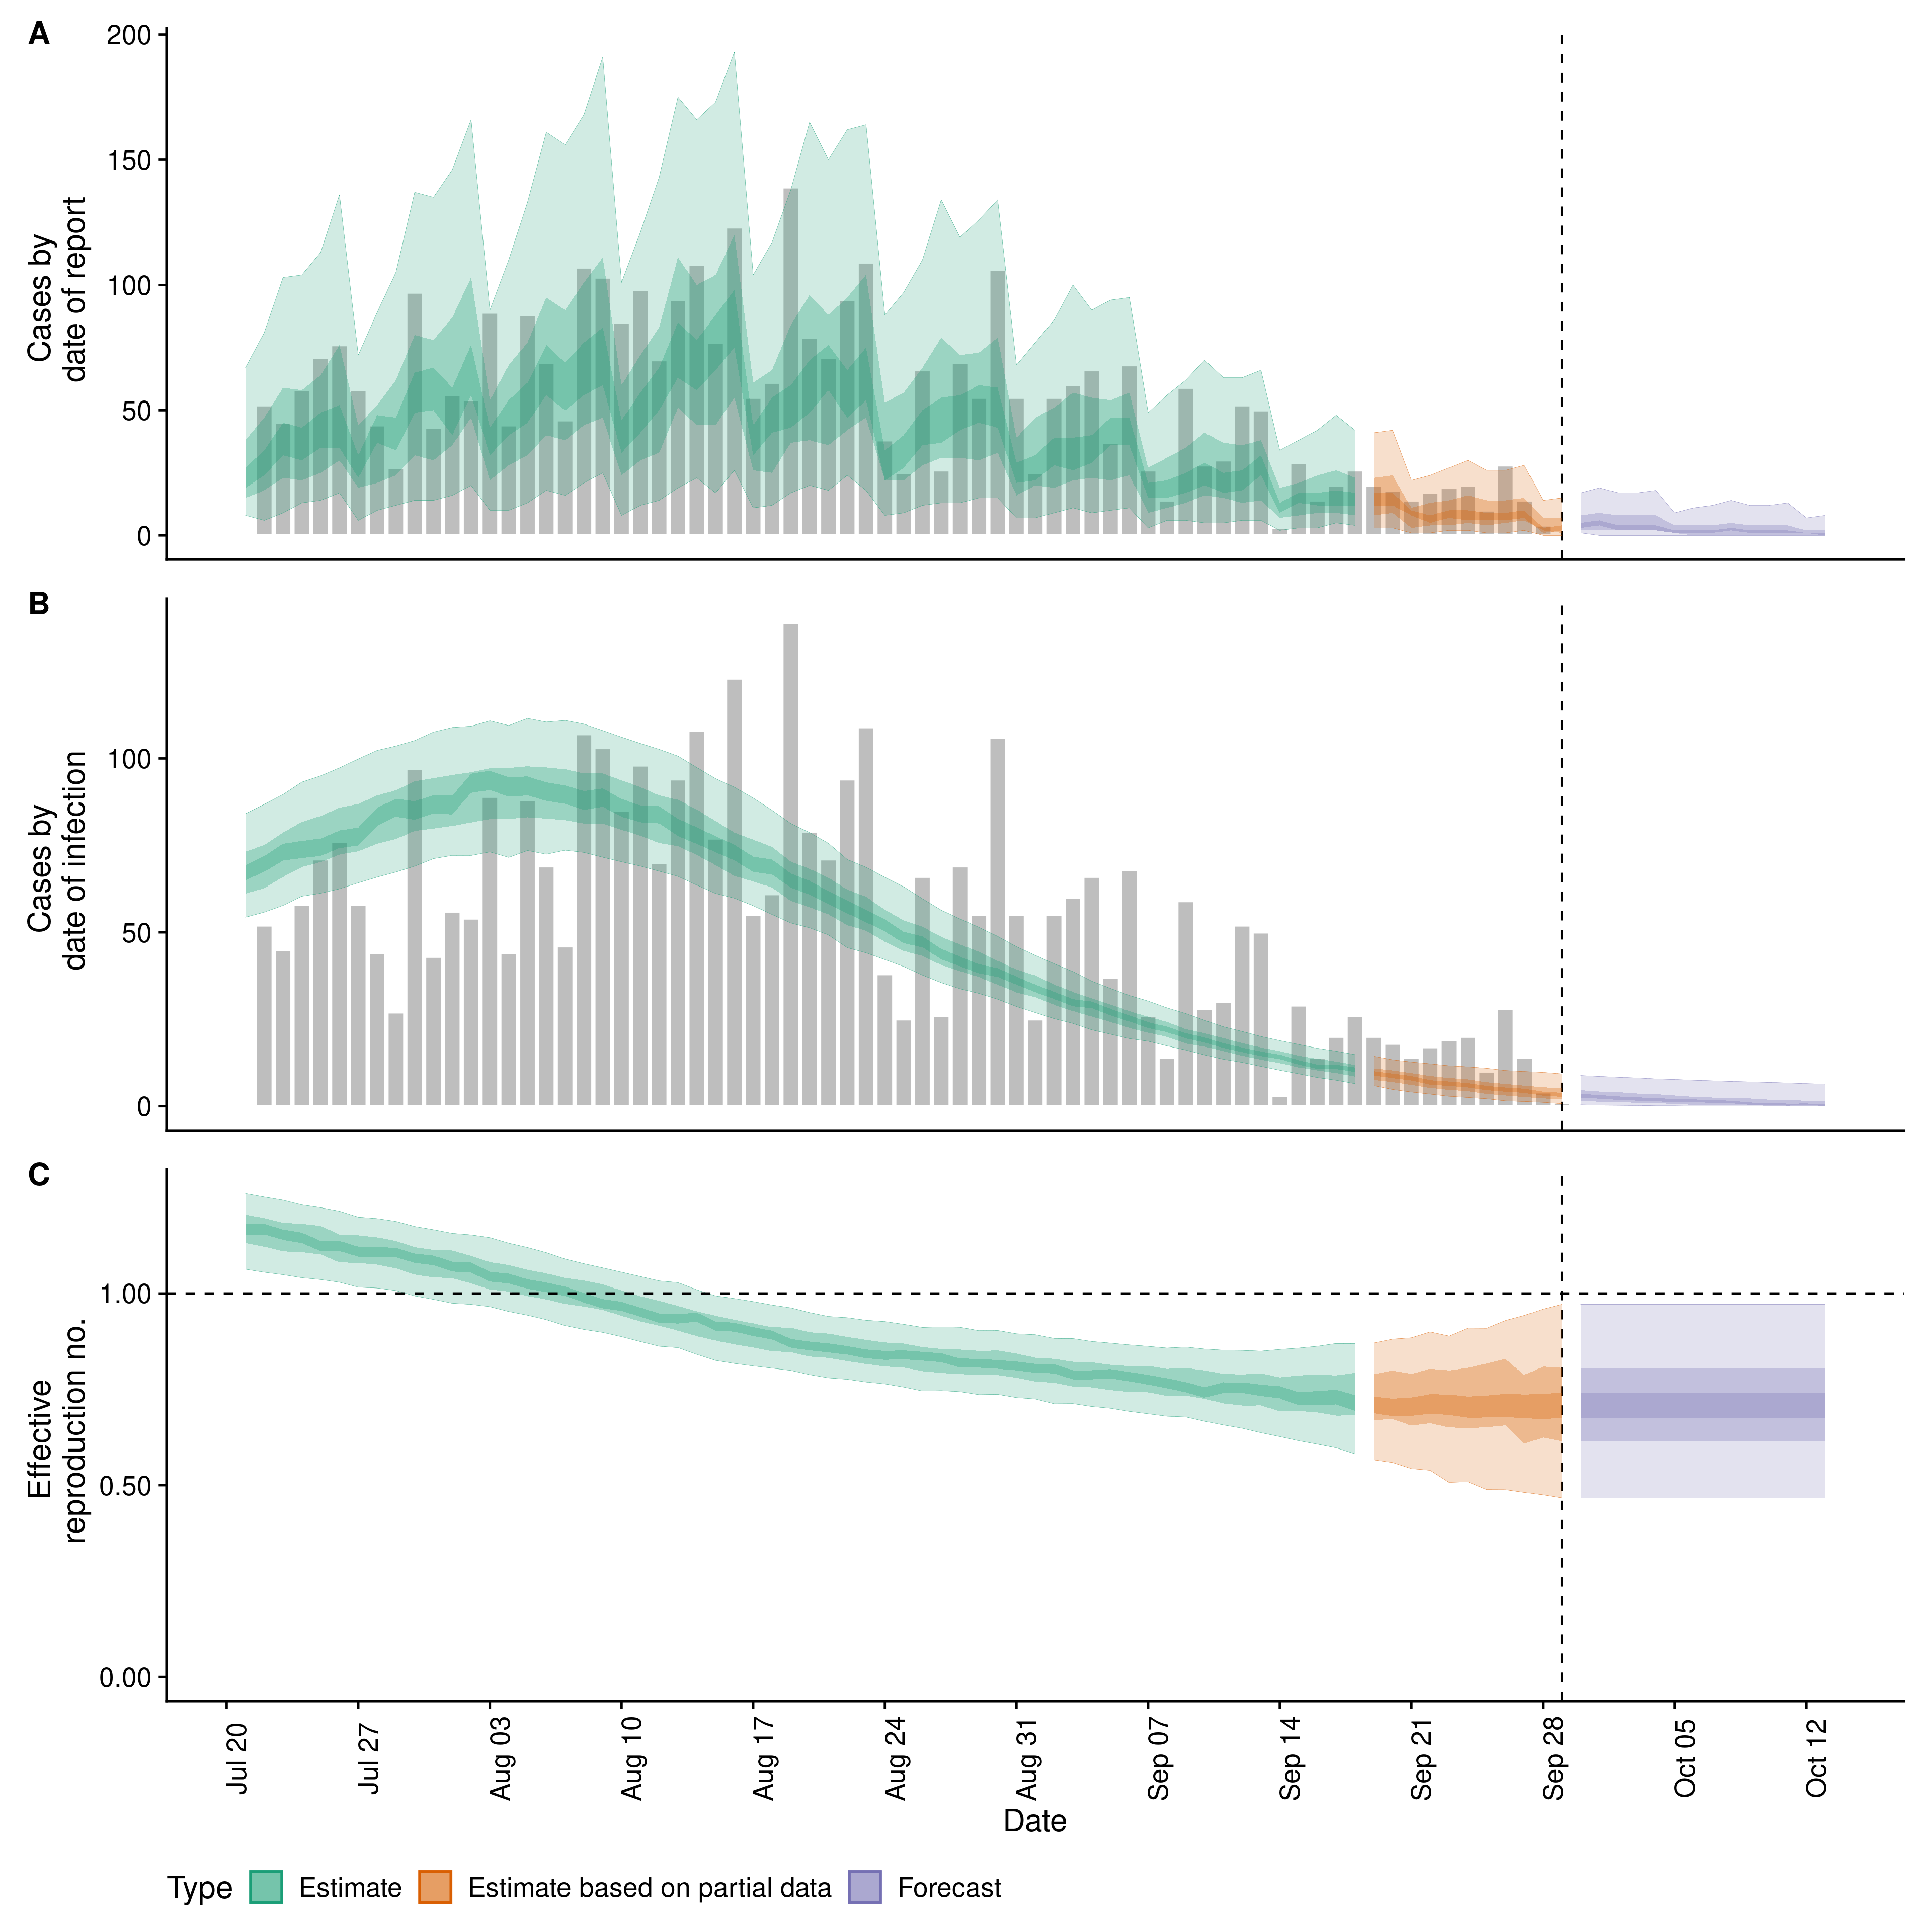 A
200
150
100
50
0
Cases by
date of report
B
100
50
0
Cases by
date of infection
C
1.00
0.50
0.00
Effective
reproduction no.
Jul 20
Jul 27
Aug 03
Aug 10
Aug 17
Aug 24
Aug 31
Sep 07
Sep 14
Sep 21
Sep 28
Oct 05
Oct 12
Date
Type Estimate Estimate based on partial data Forecast